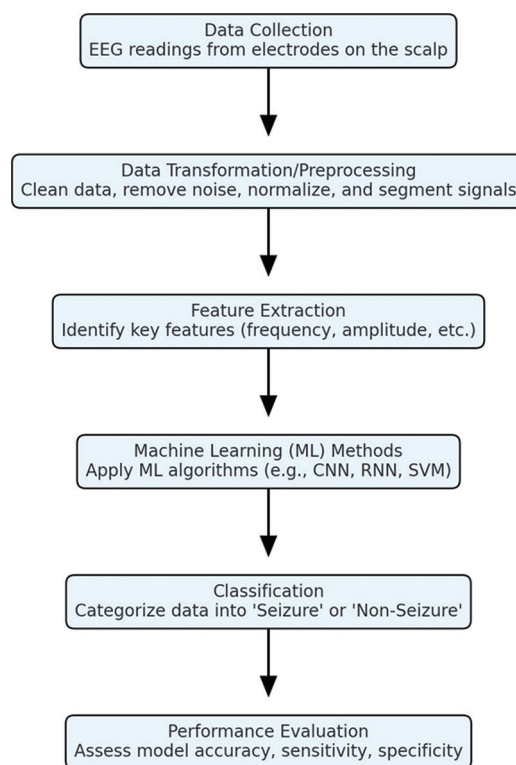 Data Collection
EEG readings from electrodes on the scalp
Data Transformation/Preprocessing
Clean data, remove noise, normalize, and segment signals
Feature Extraction
Identify key features (frequency, amplitude, etc.)
Machine Learning (ML) Methods
Apply ML algorithms (e.g., CNN, RNN, SVM)
Classification
Categorize data into 'Seizure' or 'Non-Seizure'
Performance Evaluation
Assess model accuracy, sensitivity, specificity